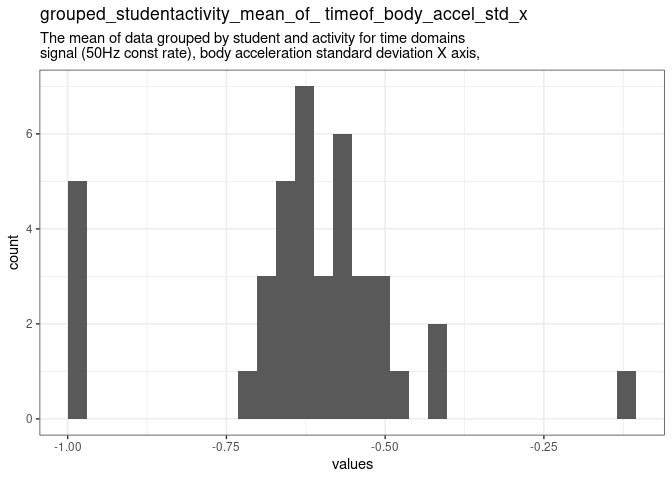 grouped_studentactivity_mean_of_ timeof_body_accel_std_x
The mean of data grouped by student and activity for time domains
signal (50Hz const rate), body acceleration standard deviation X axis,
6
4
2
0
count
-1.00 -0.75 -0.50 -0.25
values